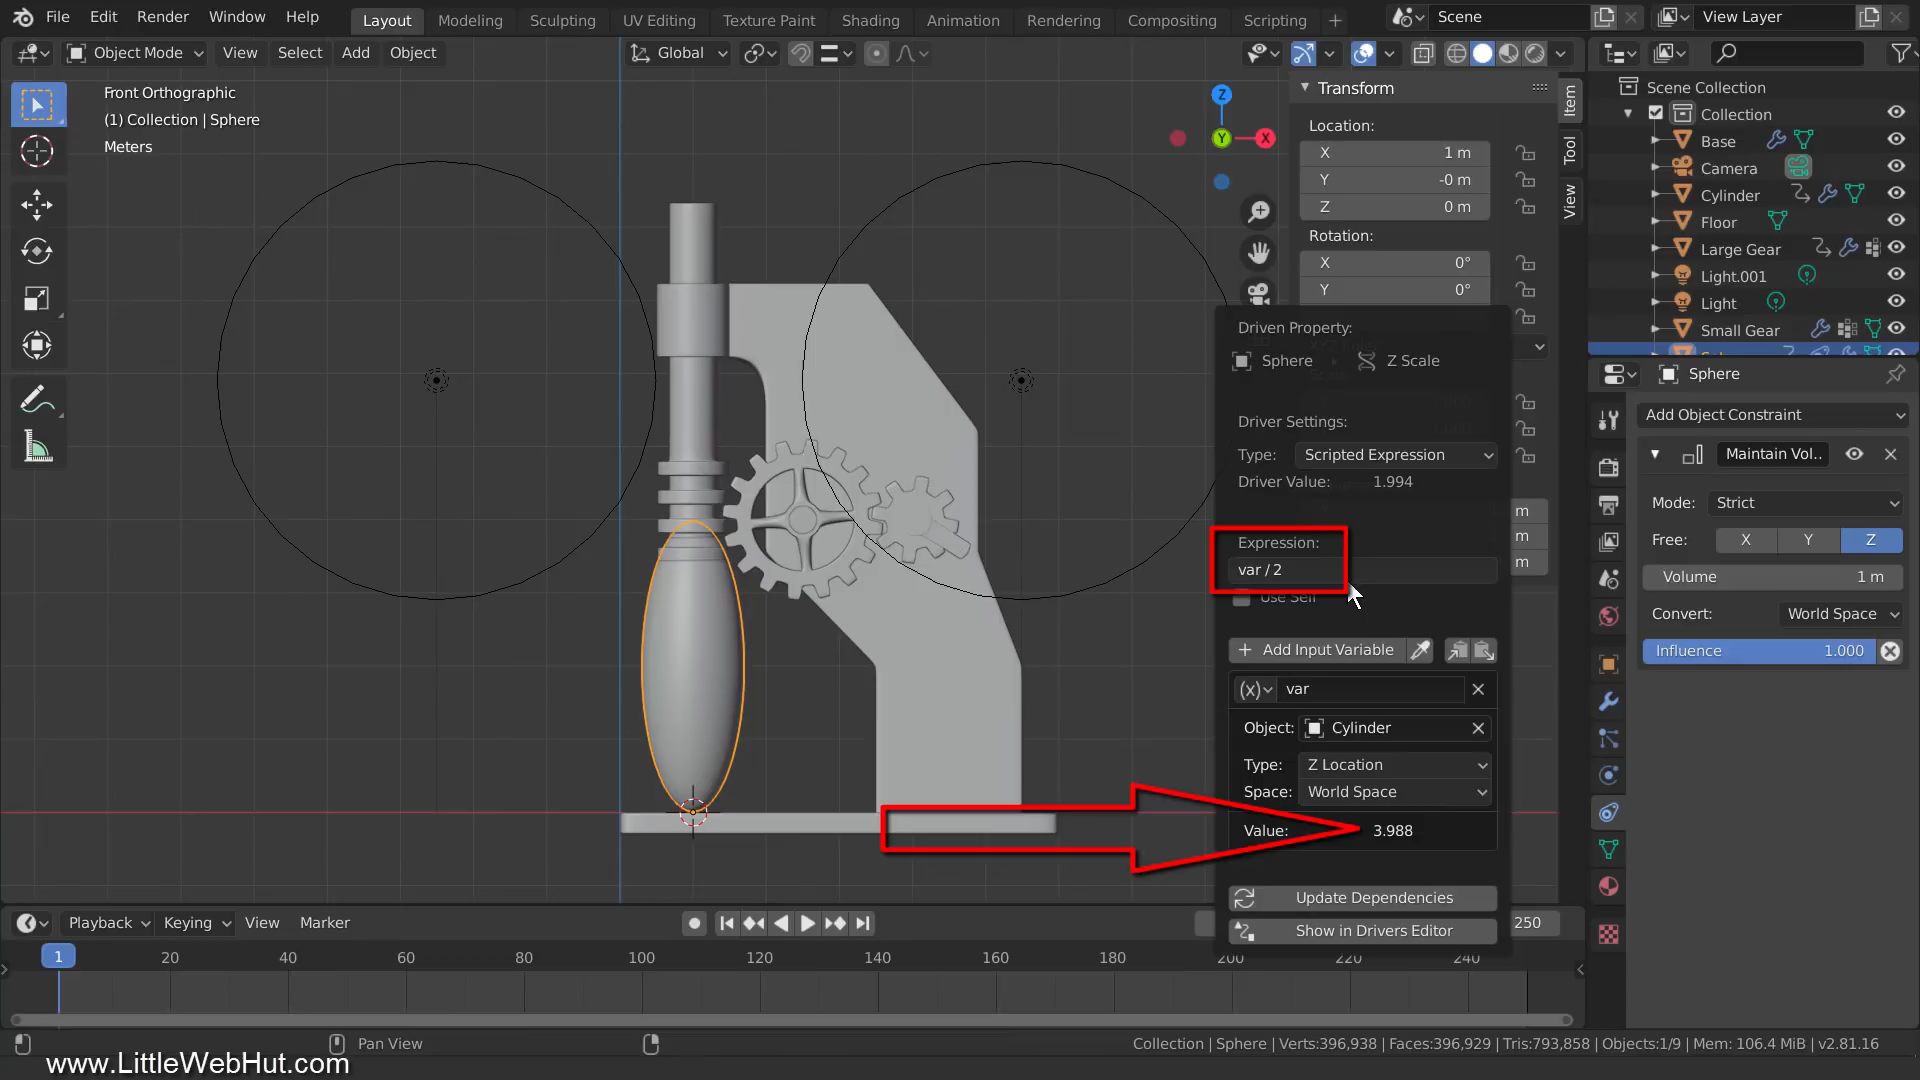 File Edit Render Window Help Layout Modeling Sculpting UV Editing Texture Paint Shading Animation Rendering Compositing Scripting + Scene View Layer
Object Mode View Select Add Object Global
Front Orthographic
(1) Collection | Sphere
Meters
Z
Y
X
Transform
Location:
X 1 m
Y -0 m
Z 0 m
Rotation:
X 0°
Y 0°
Item
Tool
View
Driven Property:
Sphere Z Scale
Driver Settings:
Type: Scripted Expression
Driver Value: 1.994
Expression:
var / 2
Use Self
+ Add Input Variable
(x) var
Object: Cylinder
Type: Z Location
Space: World Space
Value: 3.988
Update Dependencies
Show in Drivers Editor
m
m
m
Scene Collection
Collection
Base
Camera
Cylinder
Floor
Large Gear
Light.001
Light
Small Gear
Sphere
Add Object Constraint
Maintain Vol..
Mode: Strict
Free: X Y Z
Volume 1 m
Convert: World Space
Influence 1.000
Playback Keying View Marker 250
1 20 40 60 80 100 120 140 160 180 200 220 240
Pan View
Collection | Sphere | Verts:396,938 | Faces:396,929 | Tris:793,858 | Objects:1/9 | Mem: 106.4 MiB | v2.81.16
www.LittleWebHut.com